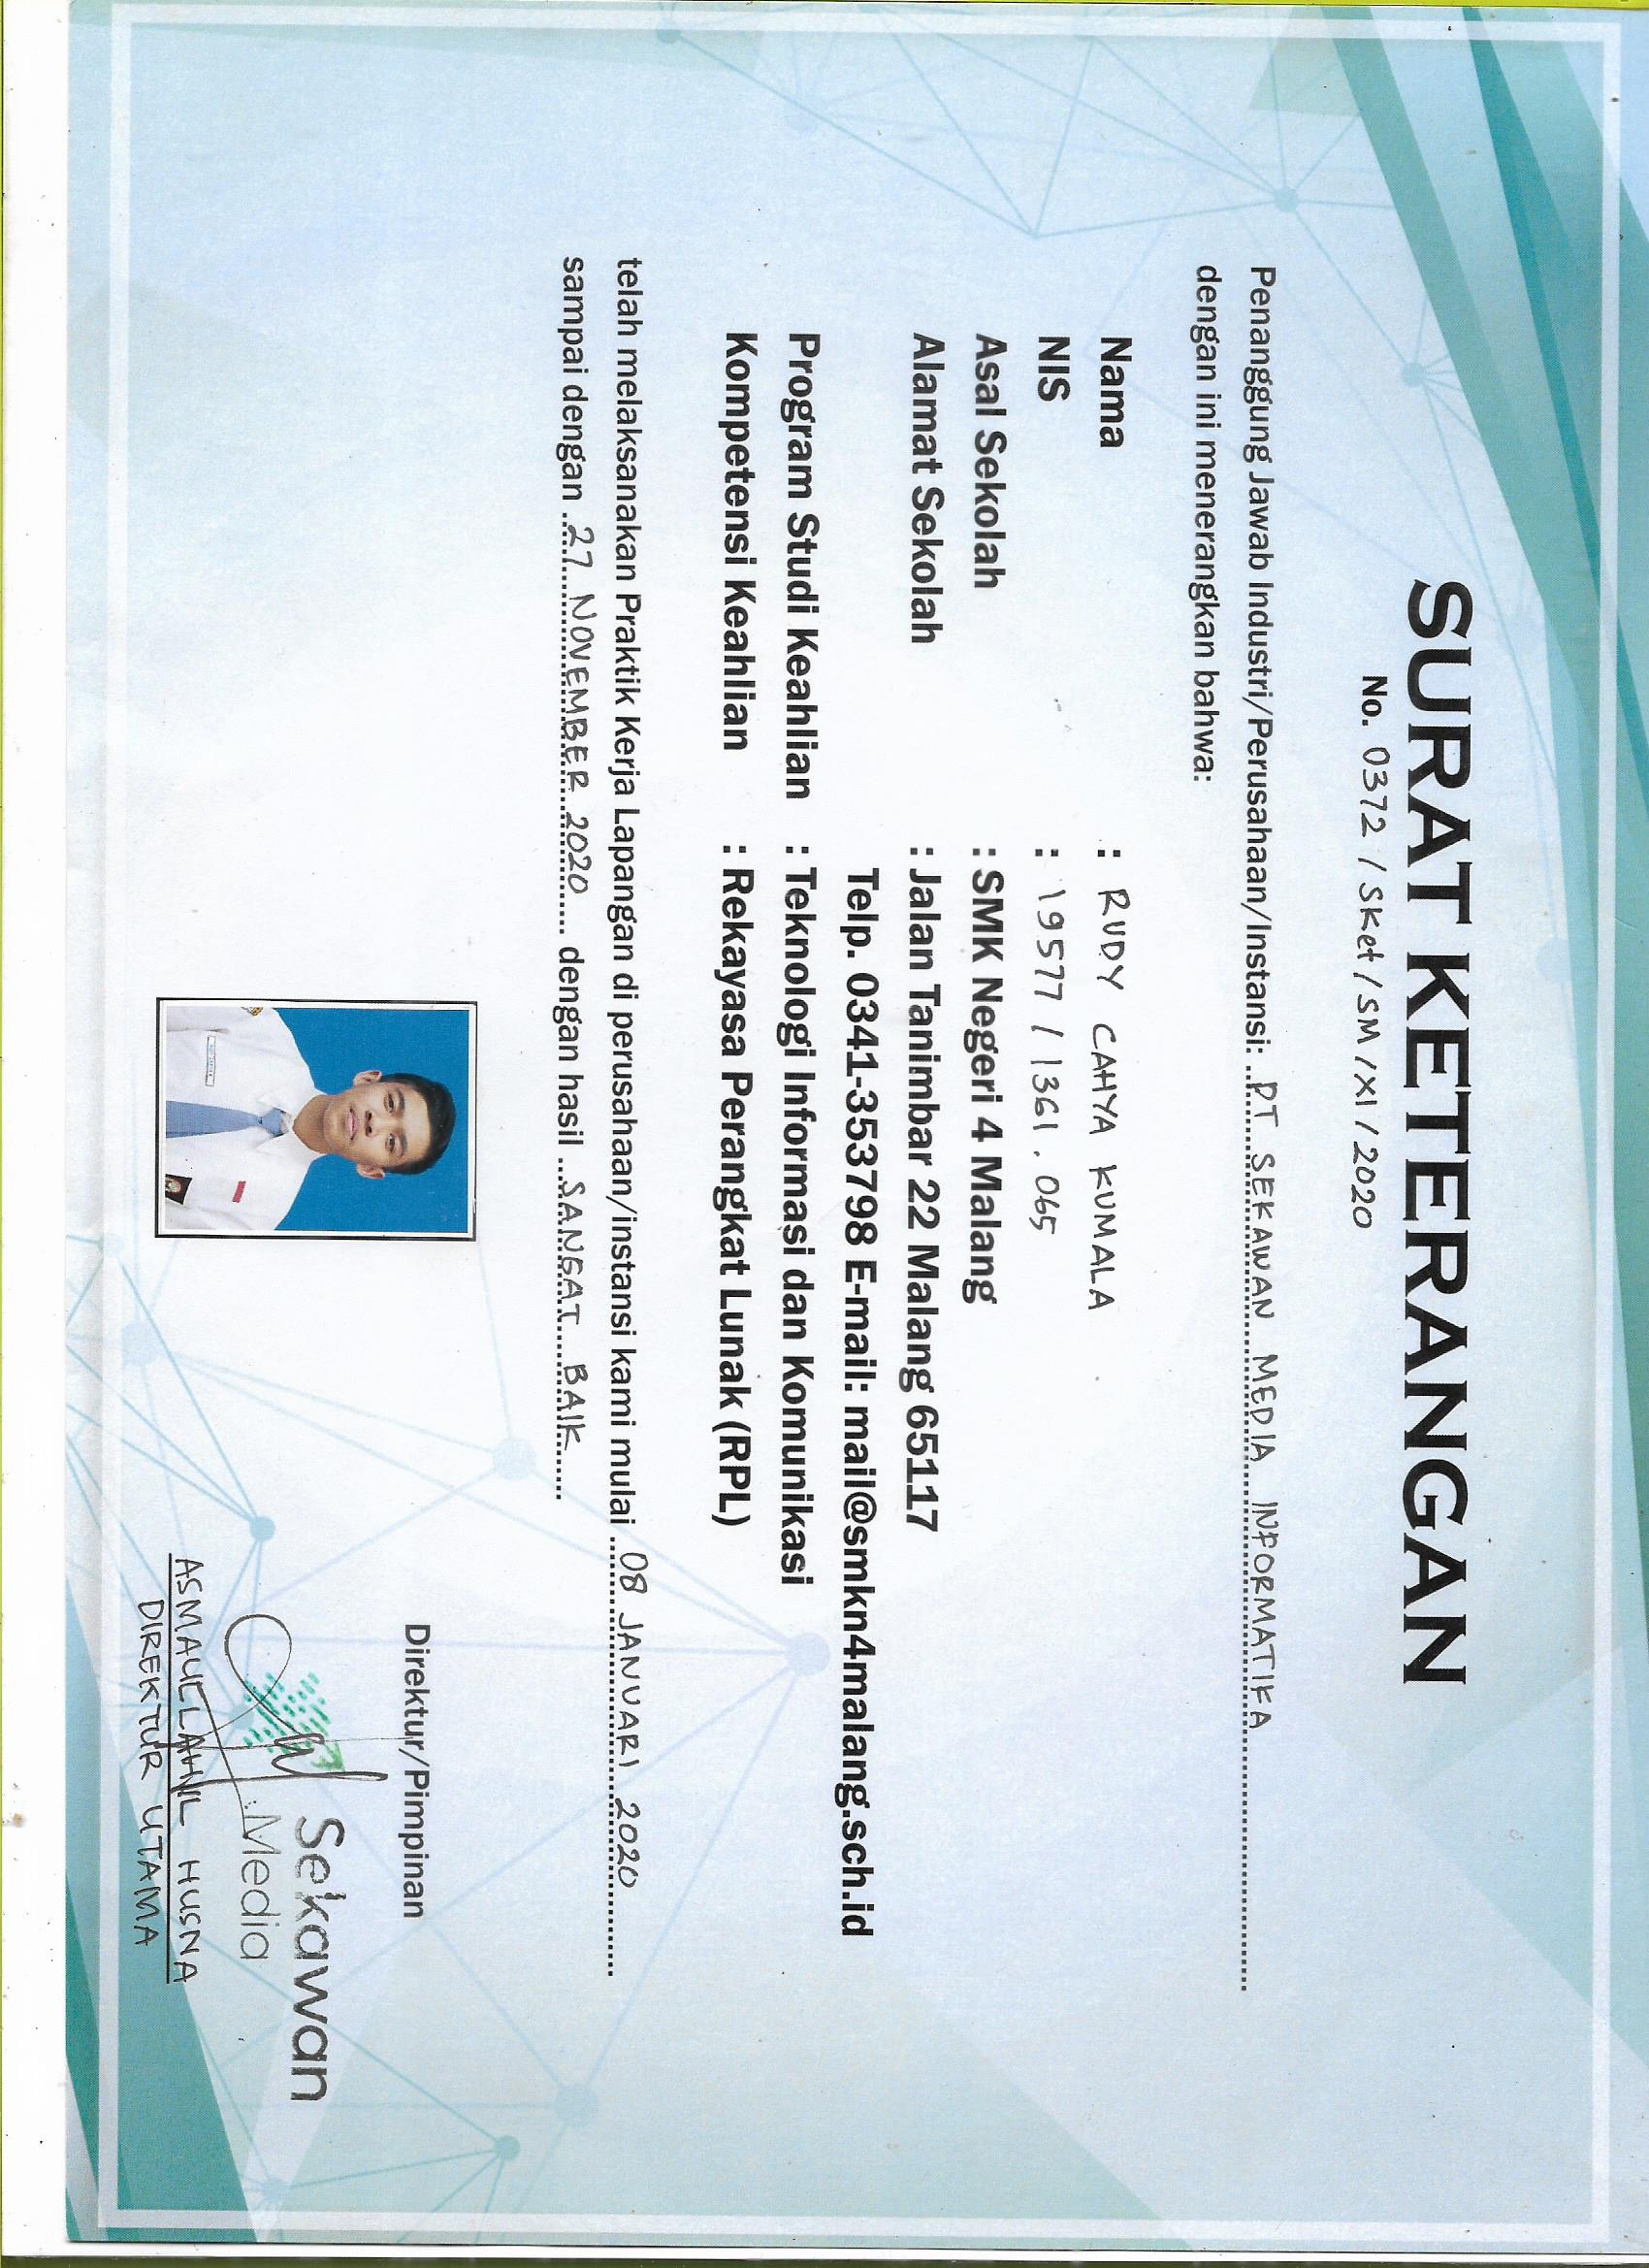 SURAT KETERANGAN
No. 0372 / SKet / SM / XI / 2020
Penanggung Jawab Industri/Perusahaan/Instansi: PT SEKAWAN MEDIA INFORMATIKA
dengan ini menerangkan bahwa:
Nama : RUDY CAHYA KUMALA
NIS : 19577 / 1361 . 065
Asal Sekolah : SMK Negeri 4 Malang
Alamat Sekolah : Jalan Tanimbar 22 Malang 65117
Telp. 0341-353798 E-mail: mail@smkn4malang.sch.id
Program Studi Keahlian : Teknologi Informasi dan Komunikasi
Kompetensi Keahlian : Rekayasa Perangkat Lunak (RPL)
telah melaksanakan Praktik Kerja Lapangan di perusahaan/instansi kami mulai 08 JANUARI 2020
sampai dengan 27 NOVEMBER 2020 dengan hasil SANGAT BAIK
Direktur/Pimpinan
Sekawan
Media
ASMAUL LAHNIL HUSNA
DIREKTUR UTAMA